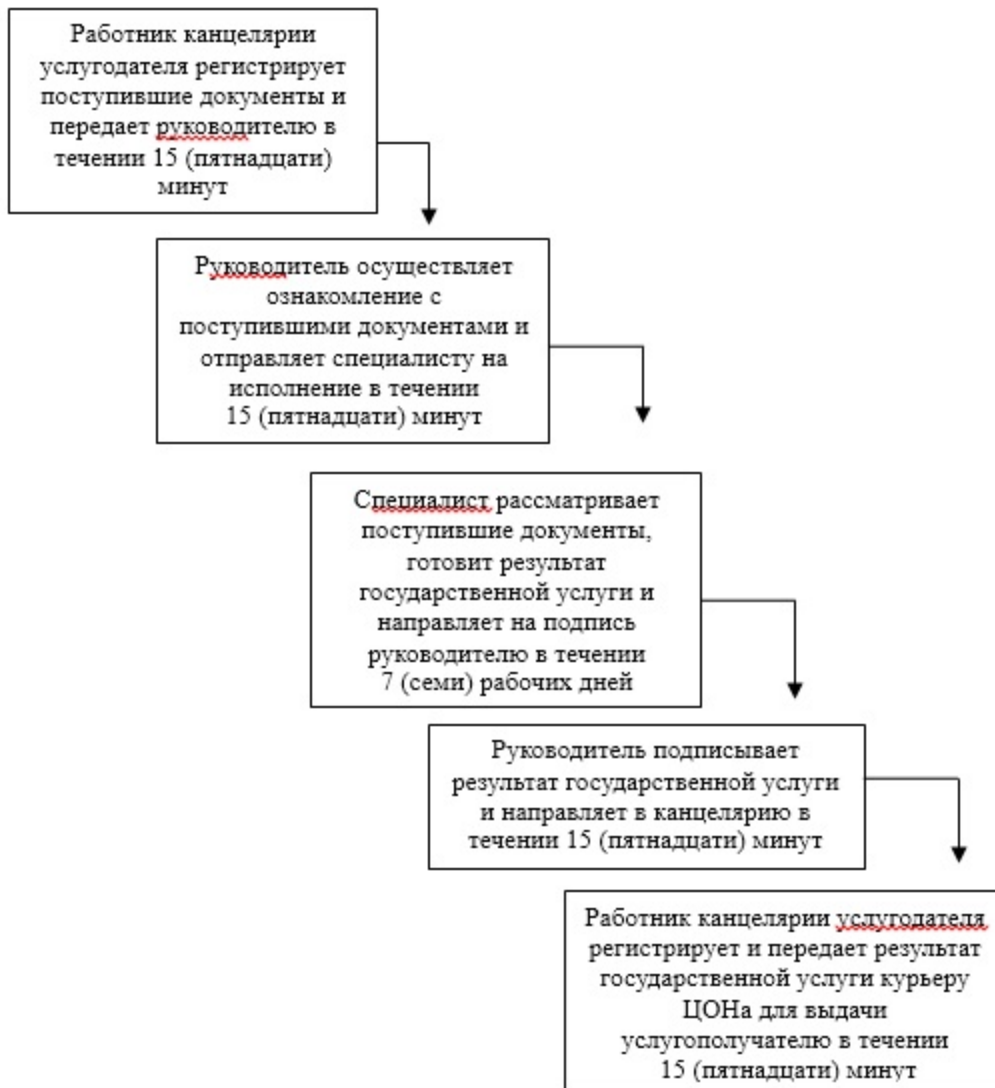 Работник канцелярии
услугодателя регистрирует
поступившие документы и
передает руководителю в
течении 15 (пятнадцати)
минут
Руководитель осуществляет
ознакомление с
поступившими документами и
отправляет специалисту на
исполнение в течении
15 (пятнадцати) минут
Специалист рассматривает
поступившие документы,
готовит результат
государственной услуги и
направляет на подпись
руководителю в течении
7 (семи) рабочих дней
Руководитель подписывает
результат государственной услуги
и направляет в канцелярию в
течении 15 (пятнадцати) минут
Работник канцелярии услугодателя
регистрирует и передает результат
государственной услуги курьеру
ЦОНа для выдачи
услугополучателю в течении
15 (пятнадцати) минут